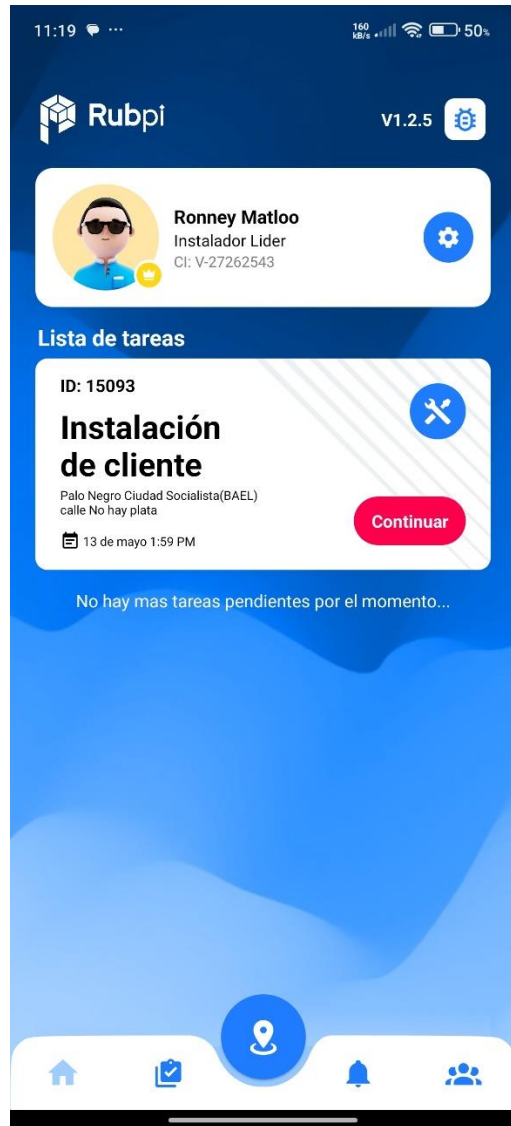 11:19
160 kB/s
50%
Rubpi
V1.2.5
Ronney Matloo
Instalador Lider
CI: V-27262543
Lista de tareas
ID: 15093
Instalación
de cliente
Palo Negro Ciudad Socialista(BAEL)
calle No hay plata
Continuar
13 de mayo 1:59 PM
No hay mas tareas pendientes por el momento...